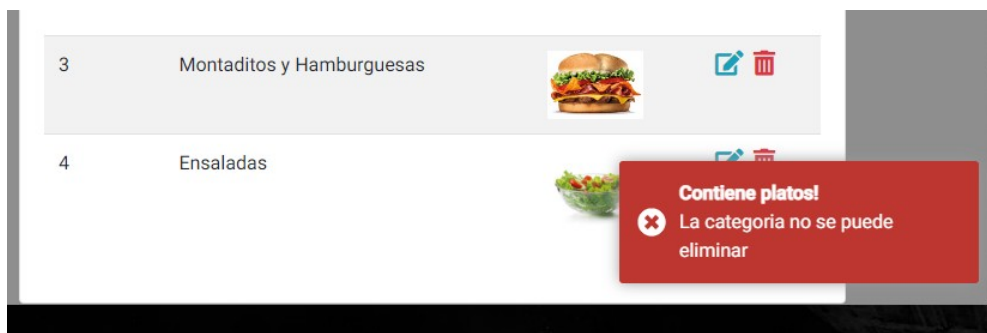 3 Montaditos y Hamburguesas
4 Ensaladas
Contiene platos!
La categoria no se puede
eliminar